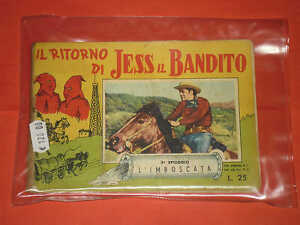 IL RITORNO
DI JESS IL BANDITO
3° EPISODIO
L'IMBOSCATA
L. 25